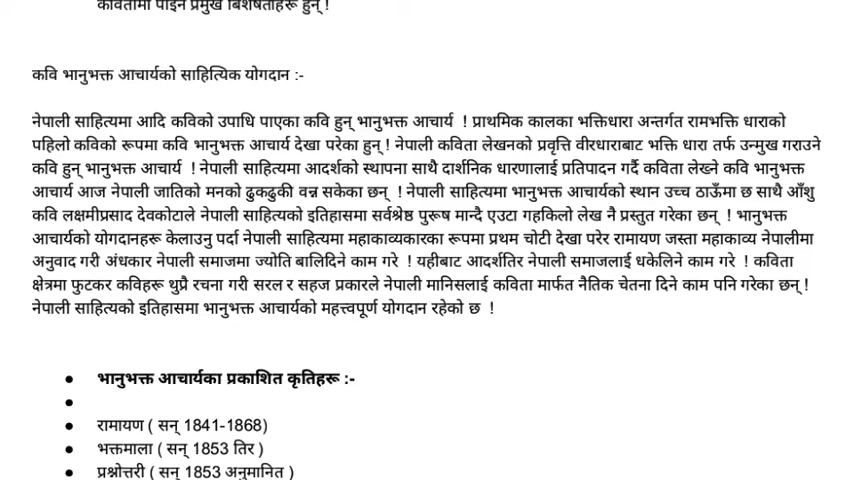 कवितामा पाइने प्रमुख बिशेषताहरू हुन् !
कवि भानुभक्त आचार्यको साहित्यिक योगदान :-
नेपाली साहित्यमा आदि कविको उपाधि पाएका कवि हुन् भानुभक्त आचार्य ! प्राथमिक कालका भक्तिधारा अन्तर्गत रामभक्ति धाराको
पहिलो कविको रूपमा कवि भानुभक्त आचार्य देखा परेका हुन् ! नेपाली कविता लेखनको प्रवृत्ति वीरधाराबाट भक्ति धारा तर्फ उन्मुख गराउने
कवि हुन् भानुभक्त आचार्य ! नेपाली साहित्यमा आदर्शको स्थापना साथै दार्शनिक धारणालाई प्रतिपादन गर्दै कविता लेख्ने कवि भानुभक्त
आचार्य आज नेपाली जातिको मनको ढुकढुकी वन्न सकेका छन् ! नेपाली साहित्यमा भानुभक्त आचार्यको स्थान उच्च ठाऊँमा छ साथै आँशु
कवि लक्षमीप्रसाद देवकोटाले नेपाली साहित्यको इतिहासमा सर्वश्रेष्ठ पुरूष मान्दै एउटा गहकिलो लेख नै प्रस्तुत गरेका छन् ! भानुभक्त
आचार्यको योगदानहरू केलाउनु पर्दा नेपाली साहित्यमा महाकाव्यकारका रूपमा प्रथम चोटी देखा परेर रामायण जस्ता महाकाव्य नेपालीमा
अनुवाद गरी अंधकार नेपाली समाजमा ज्योति बालिदिने काम गरे ! यहीबाट आदर्शतिर नेपाली समाजलाई धकेलिने काम गरे ! कविता
क्षेत्रमा फुटकर कविहरू थुप्रै रचना गरी सरल र सहज प्रकारले नेपाली मानिसलाई कविता मार्फत नैतिक चेतना दिने काम पनि गरेका छन् !
नेपाली साहित्यको इतिहासमा भानुभक्त आचार्यको महत्त्वपूर्ण योगदान रहेको छ !
● भानुभक्त आचार्यका प्रकाशित कृतिहरू :-
●
● रामायण ( सन् 1841-1868)
● भक्तमाला ( सन् 1853 तिर )
● प्रश्नोत्तरी ( सन् 1853 अनुमानित )